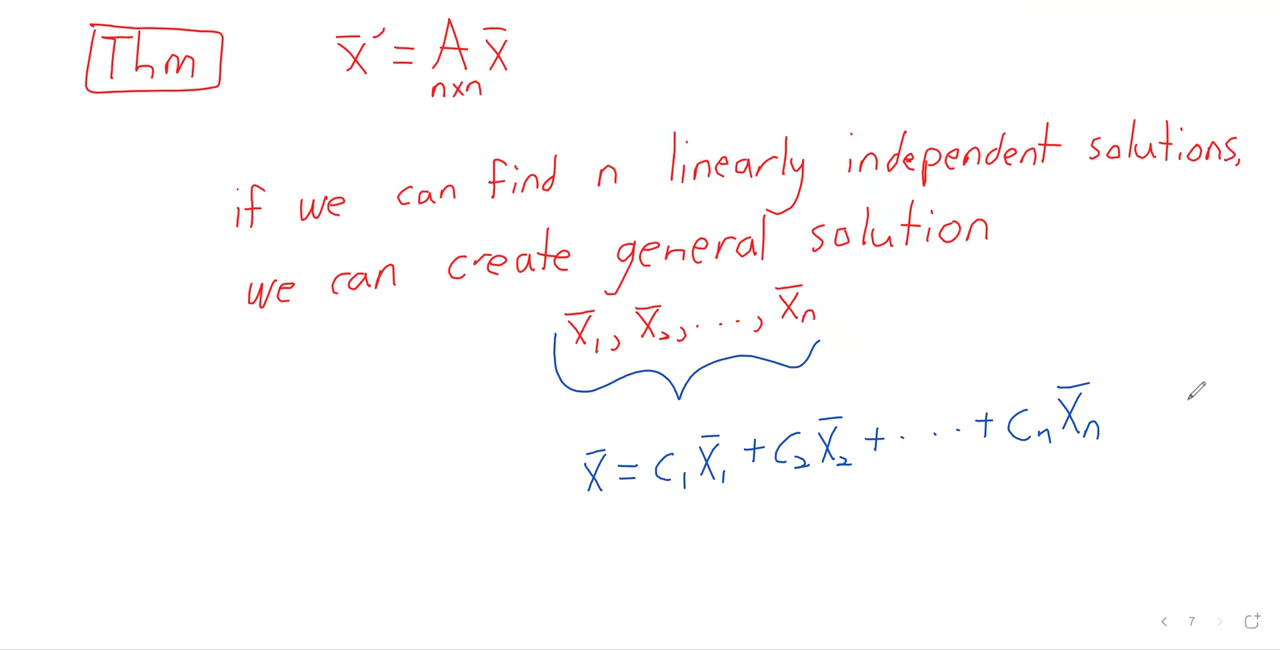 Thm
x̄′ = A x̄
n×n
if we can find n linearly independent solutions,
we can create general solution
x̄₁, x̄₂, ..., x̄ₙ
x̄ = c₁x̄₁ + c₂x̄₂ + ... + cₙx̄ₙ
< 7 >